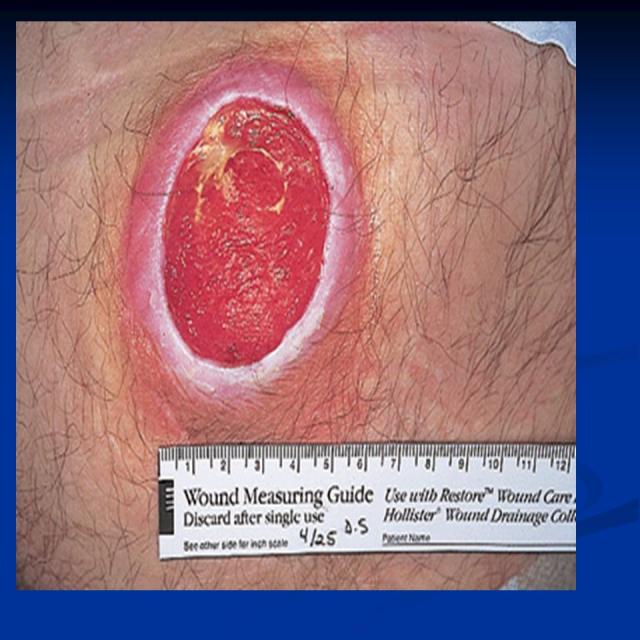 1 2 3 4 5 6 7 8 9 10 11 12
Wound Measuring Guide
Discard after single use
See other side for inch scale 4/25 D.S
Use with Restore™ Wound Care
Hollister® Wound Drainage Coll
Patient Name